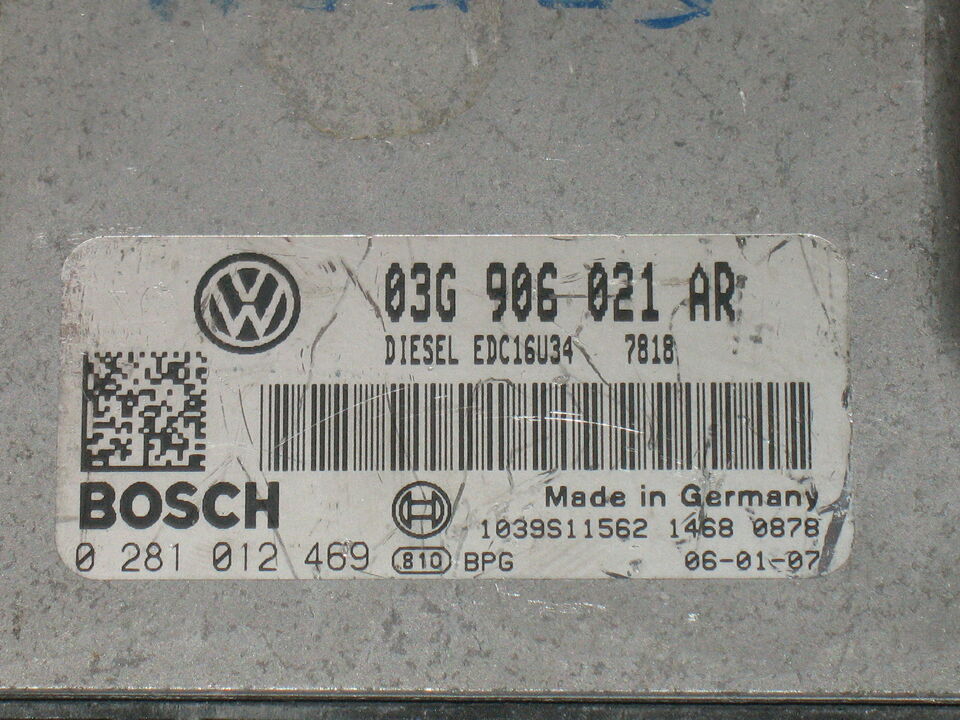 03G 906 021 AR
DIESEL EDC16U34 7818
BOSCH
Made in Germany
1039S11562 1468 0878
0 281 012 469 810 BPG 06-01-07